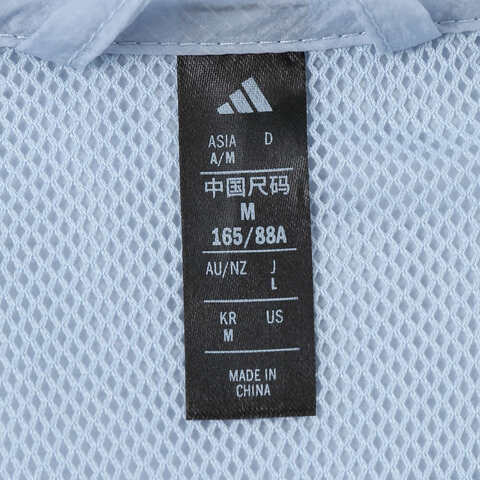 ASIA D
A/M
中国尺码
M
165/88A
AU/NZ J
L
KR US
M
MADE IN
CHINA